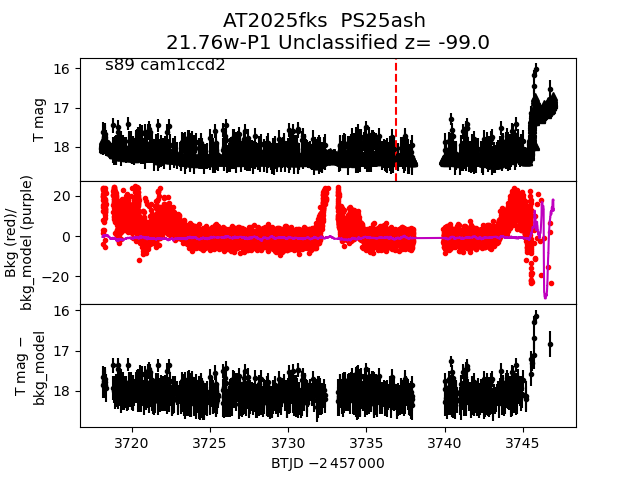 AT2025fks  PS25ash
21.76w-P1 Unclassified z= -99.0
s89 cam1ccd2
16
17
18
T mag
20
0
−20
Bkg (red)/
bkg_model (purple)
16
17
18
T mag −
bkg_model
3720
3725
3730
3735
3740
3745
BTJD −2 457 000